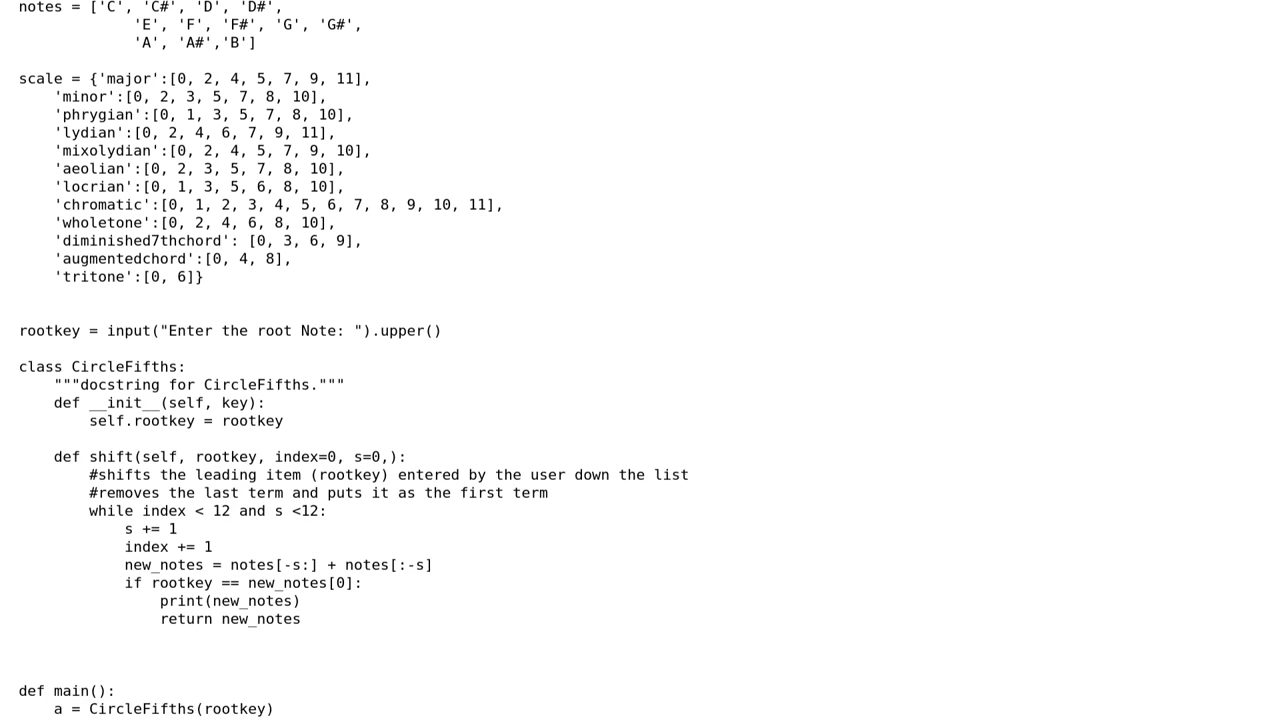 notes = ['C', 'C#', 'D', 'D#',
             'E', 'F', 'F#', 'G', 'G#',
             'A', 'A#','B']
scale = {'major':[0, 2, 4, 5, 7, 9, 11],
    'minor':[0, 2, 3, 5, 7, 8, 10],
    'phrygian':[0, 1, 3, 5, 7, 8, 10],
    'lydian':[0, 2, 4, 6, 7, 9, 11],
    'mixolydian':[0, 2, 4, 5, 7, 9, 10],
    'aeolian':[0, 2, 3, 5, 7, 8, 10],
    'locrian':[0, 1, 3, 5, 6, 8, 10],
    'chromatic':[0, 1, 2, 3, 4, 5, 6, 7, 8, 9, 10, 11],
    'wholetone':[0, 2, 4, 6, 8, 10],
    'diminished7thchord': [0, 3, 6, 9],
    'augmentedchord':[0, 4, 8],
    'tritone':[0, 6]}
rootkey = input("Enter the root Note: ").upper()
class CircleFifths:
    """docstring for CircleFifths."""
    def __init__(self, key):
        self.rootkey = rootkey
    def shift(self, rootkey, index=0, s=0,):
        #shifts the leading item (rootkey) entered by the user down the list
        #removes the last term and puts it as the first term
        while index < 12 and s <12:
            s += 1
            index += 1
            new_notes = notes[-s:] + notes[:-s]
            if rootkey == new_notes[0]:
                print(new_notes)
                return new_notes
def main():
    a = CircleFifths(rootkey)